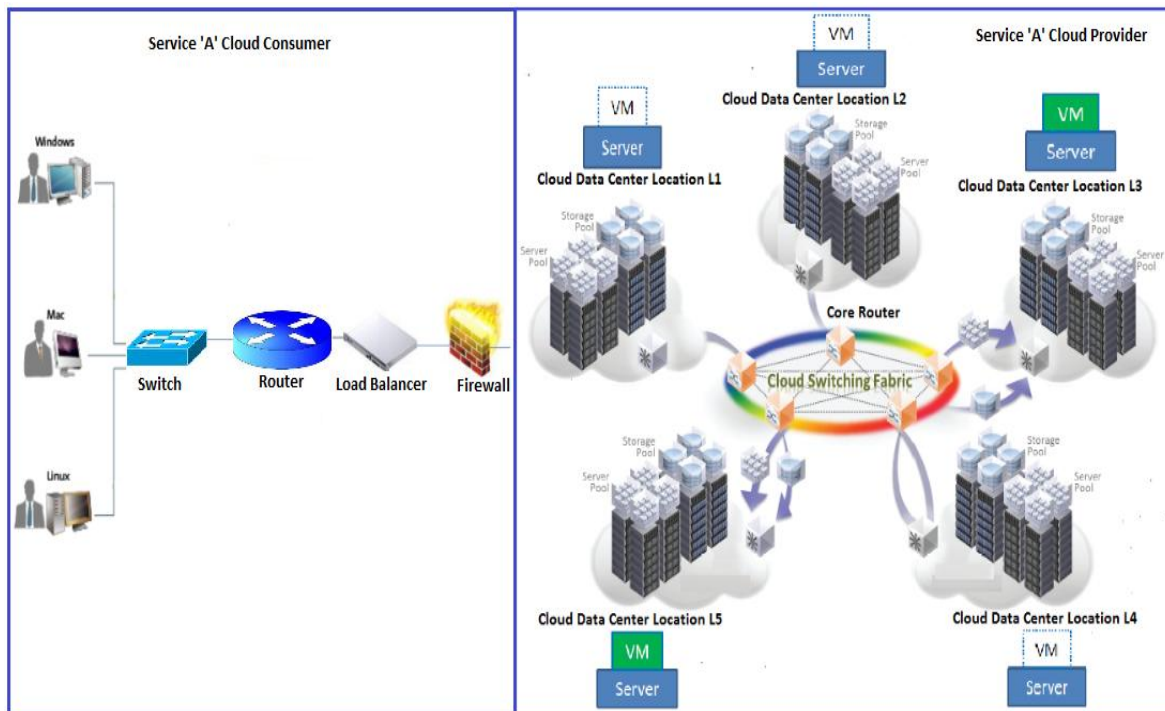 Service 'A' Cloud Consumer
Windows
Mac
Linux
Switch
Router
Load Balancer
Firewall
Service 'A' Cloud Provider
VM
Server
Cloud Data Center Location L1
Server
Pool
Storage
Pool
VM
Server
Cloud Data Center Location L2
Storage
Pool
Server
Pool
VM
Server
Cloud Data Center Location L3
Storage
Pool
Server
Pool
Core Router
Cloud Switching Fabric
Storage
Pool
Server
Pool
Cloud Data Center Location L5
VM
Server
Storage
Pool
Server
Pool
Cloud Data Center Location L4
VM
Server